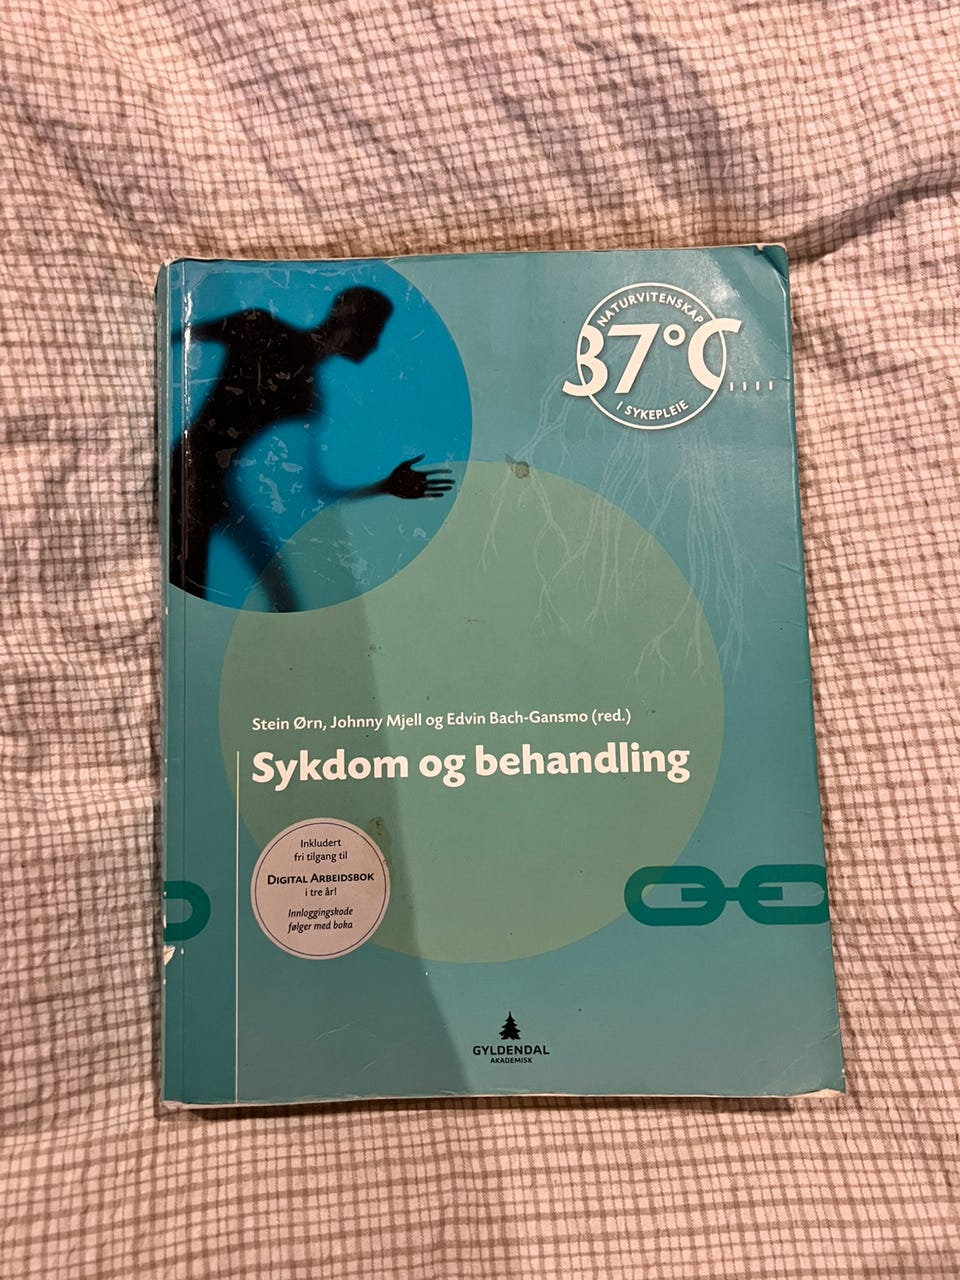 NATURVITENSKAP
37°C
I SYKEPLEIE
Stein Ørn, Johnny Mjell og Edvin Bach-Gansmo (red.)
Sykdom og behandling
Inkludert
fri tilgang til
DIGITAL ARBEIDSBOK
i tre år!
Innloggingskode
følger med boka
GYLDENDAL
AKADEMISK